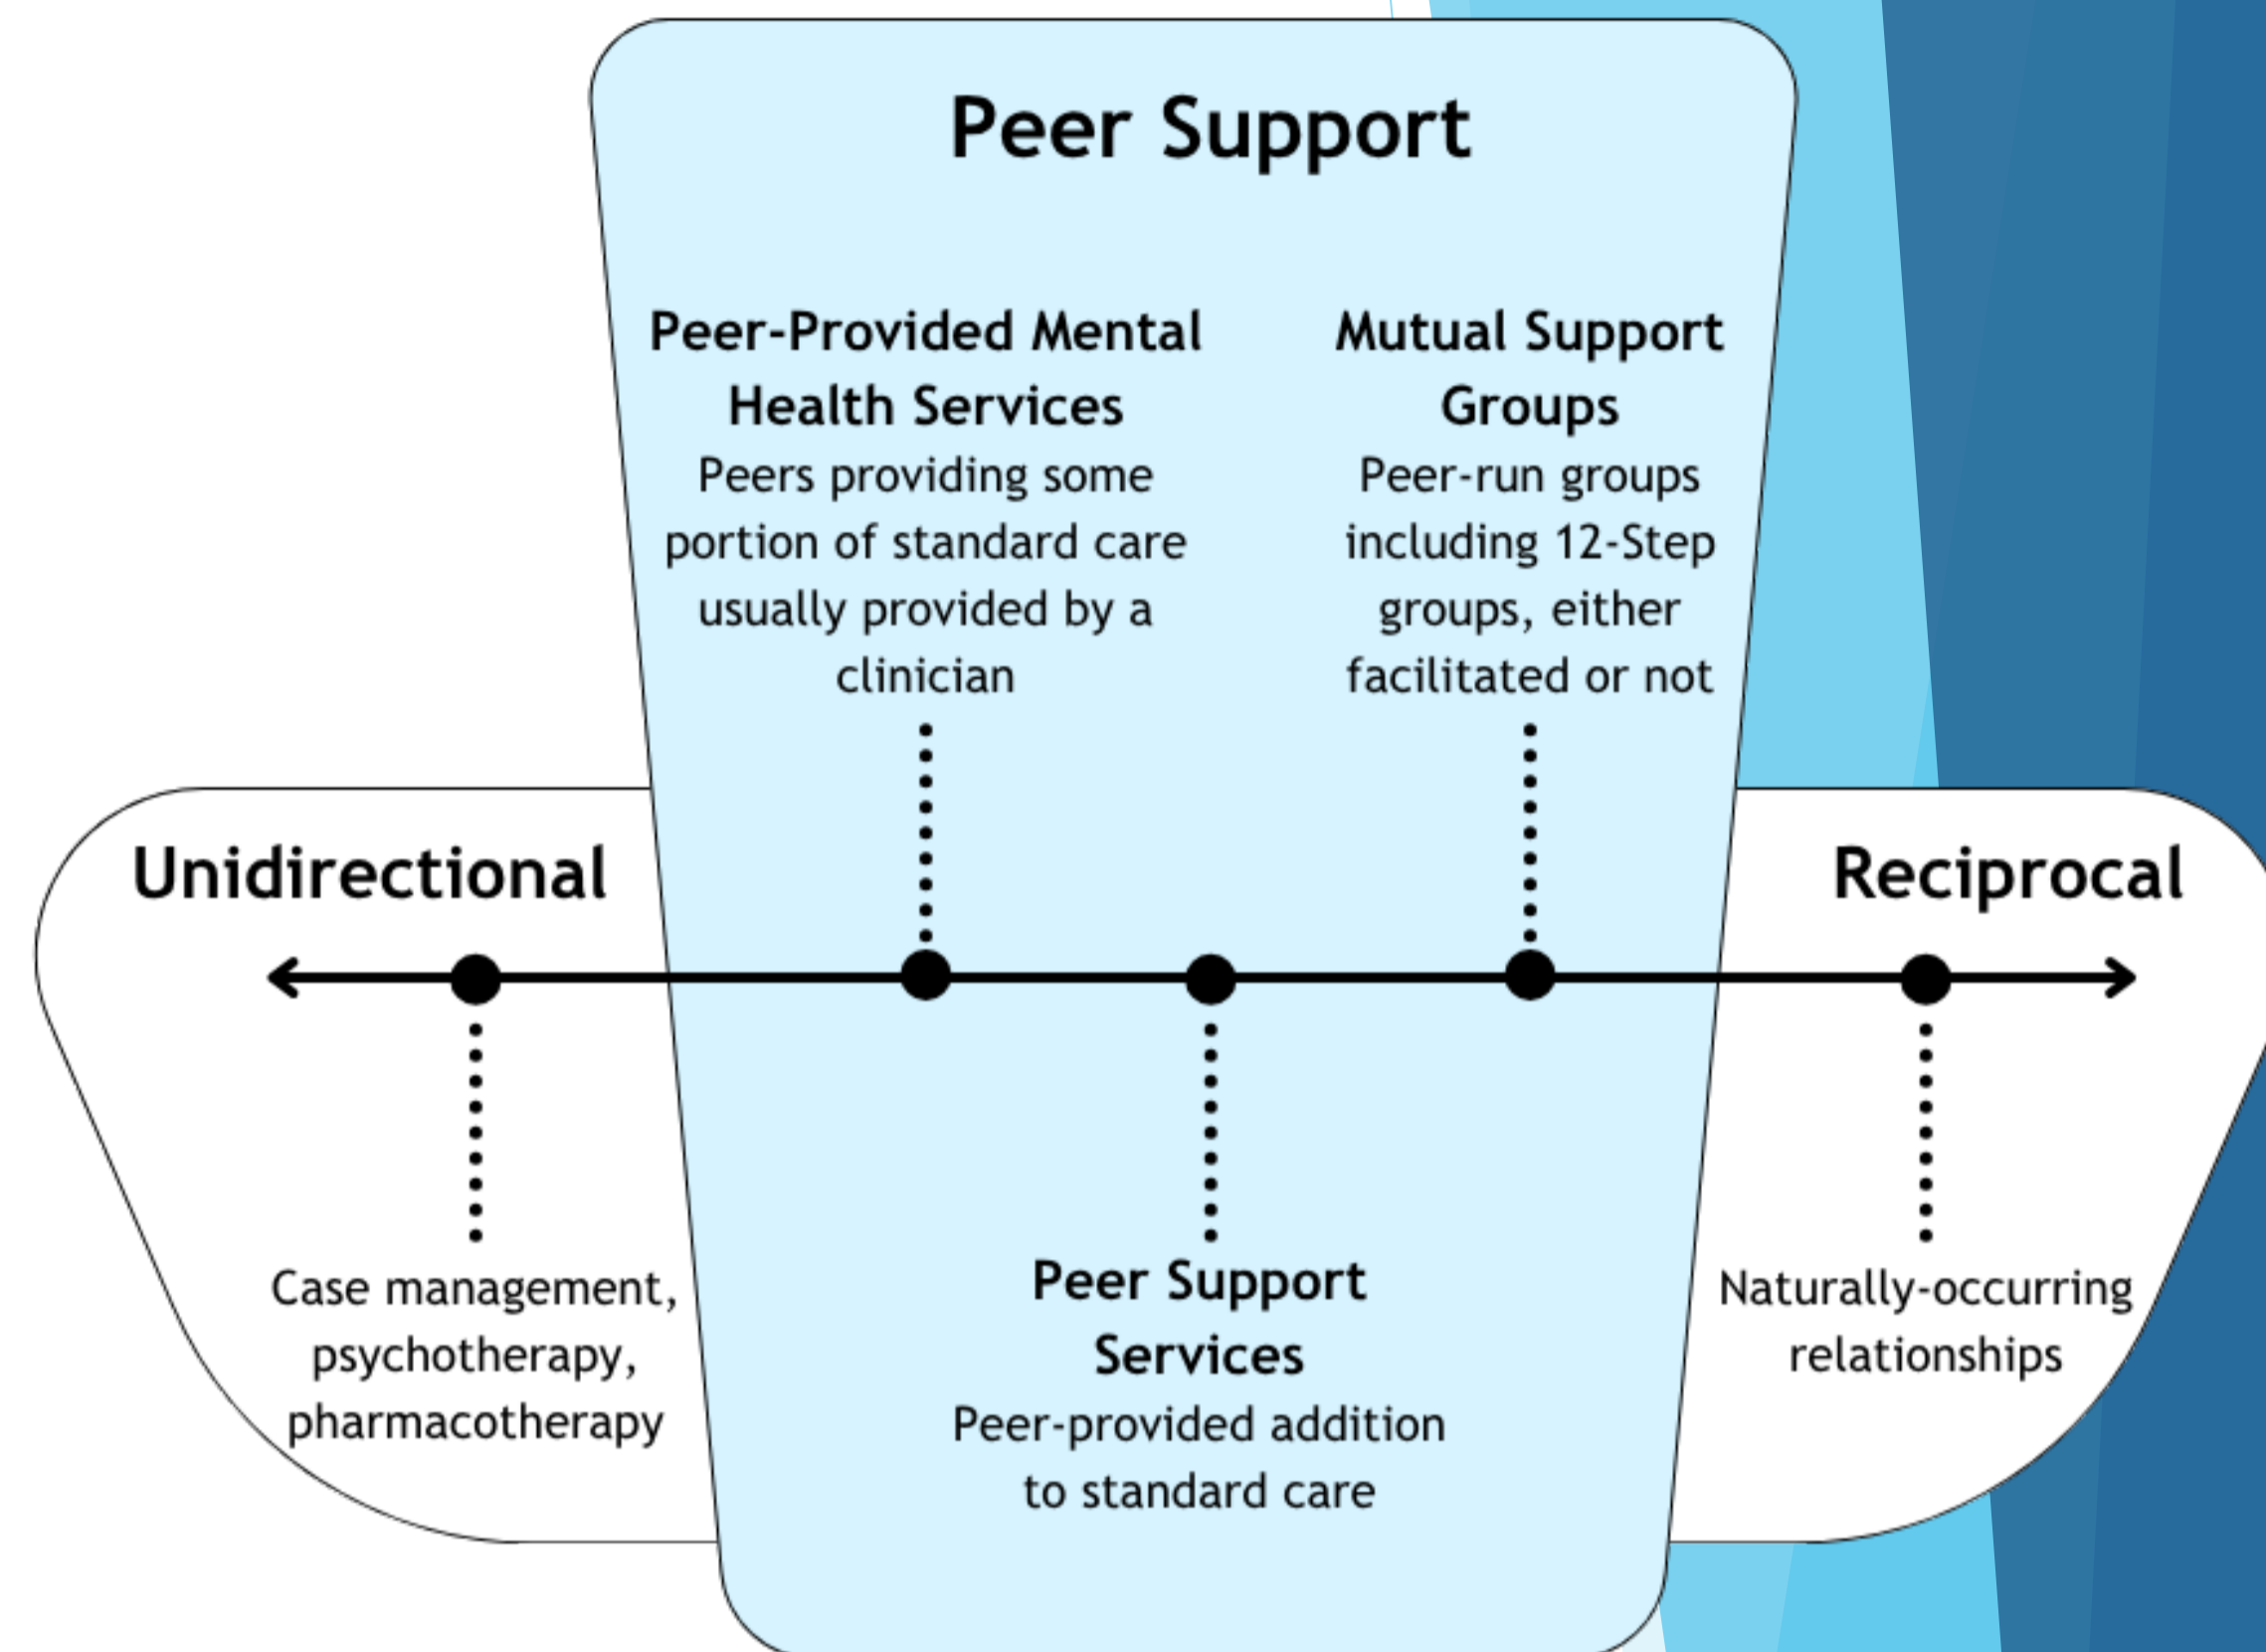 Peer Support
Peer-Provided Mental
Health Services
Peers providing some
portion of standard care
usually provided by a
clinician
Mutual Support
Groups
Peer-run groups
including 12-Step
groups, either
facilitated or not
Unidirectional
Reciprocal
Case management,
psychotherapy,
pharmacotherapy
Peer Support
Services
Peer-provided addition
to standard care
Naturally-occurring
relationships